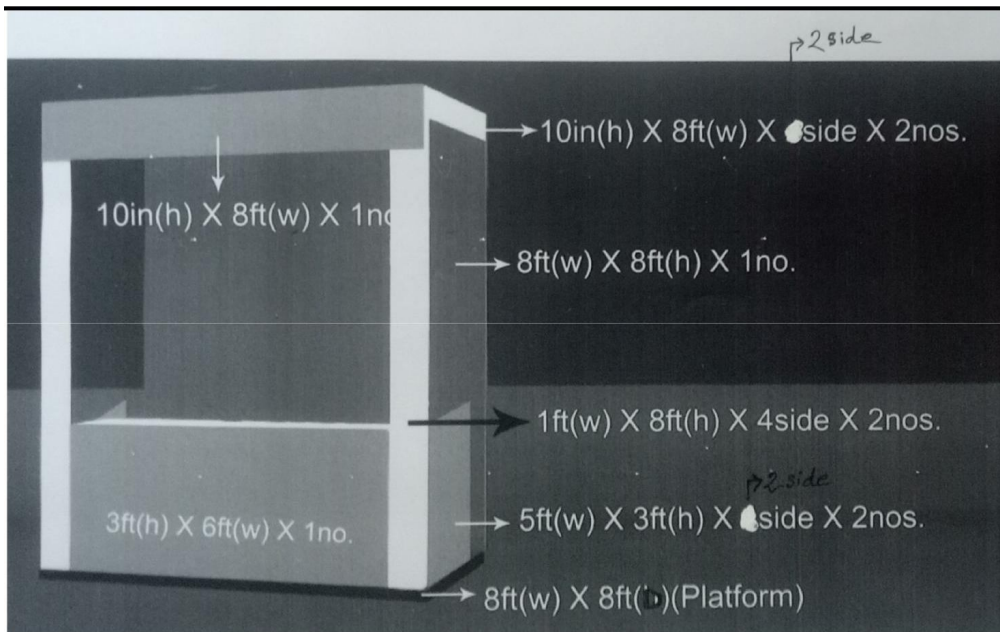 →2 side
10in(h) X 8ft(w) X side X 2nos.
10in(h) X 8ft(w) X 1no
8ft(w) X 8ft(h) X 1no.
1ft(w) X 8ft(h) X 4side X 2nos.
→2 side
5ft(w) X 3ft(h) X side X 2nos.
3ft(h) X 6ft(w) X 1no.
8ft(w) X 8ft(D)(Platform)